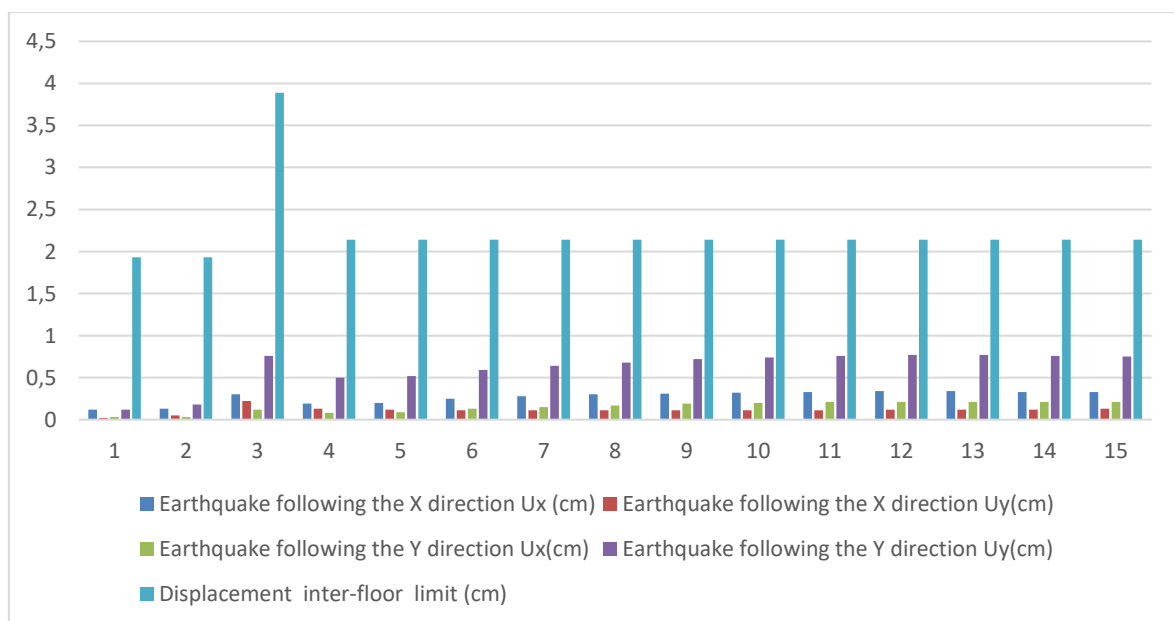 4,5
4
3,5
3
2,5
2
1,5
1
0,5
0
1 2 3 4 5 6 7 8 9 10 11 12 13 14 15
Earthquake following the X direction Ux (cm) Earthquake following the X direction Uy(cm)
Earthquake following the Y direction Ux(cm) Earthquake following the Y direction Uy(cm)
Displacement inter-floor limit (cm)